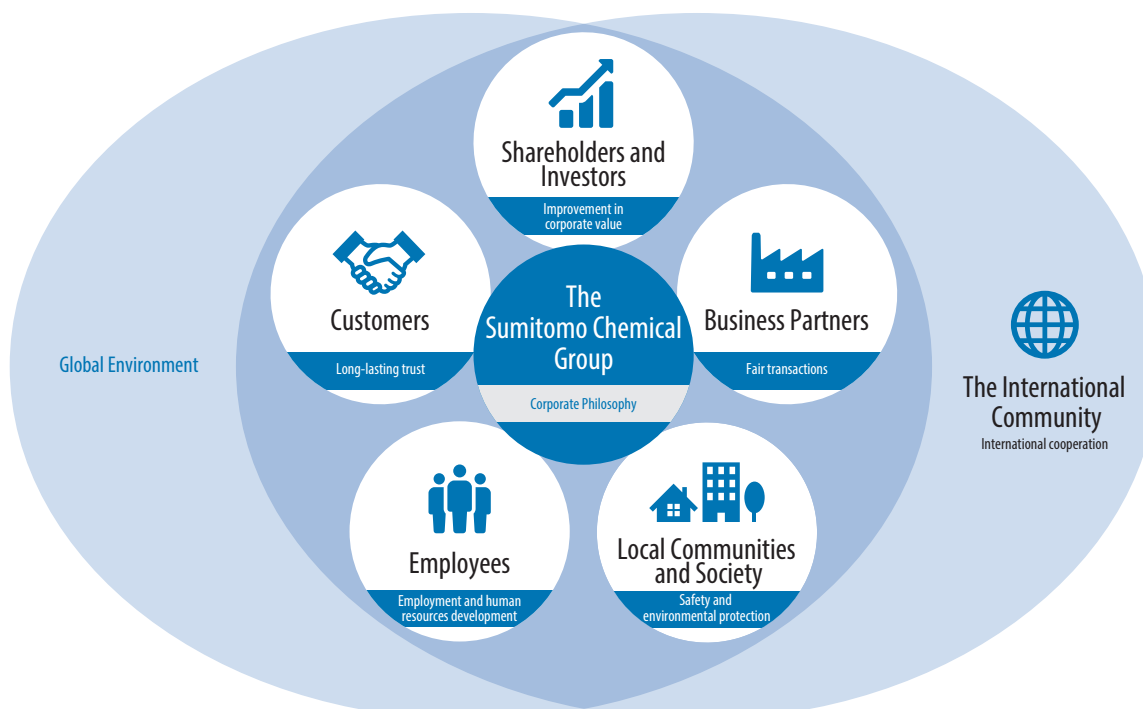 Shareholders and
Investors
Improvement in
corporate value
Customers
Long-lasting trust
The
Sumitomo Chemical
Group
Corporate Philosophy
Business Partners
Fair transactions
Global Environment
The International
Community
International cooperation
Employees
Employment and human
resources development
Local Communities
and Society
Safety and
environmental protection